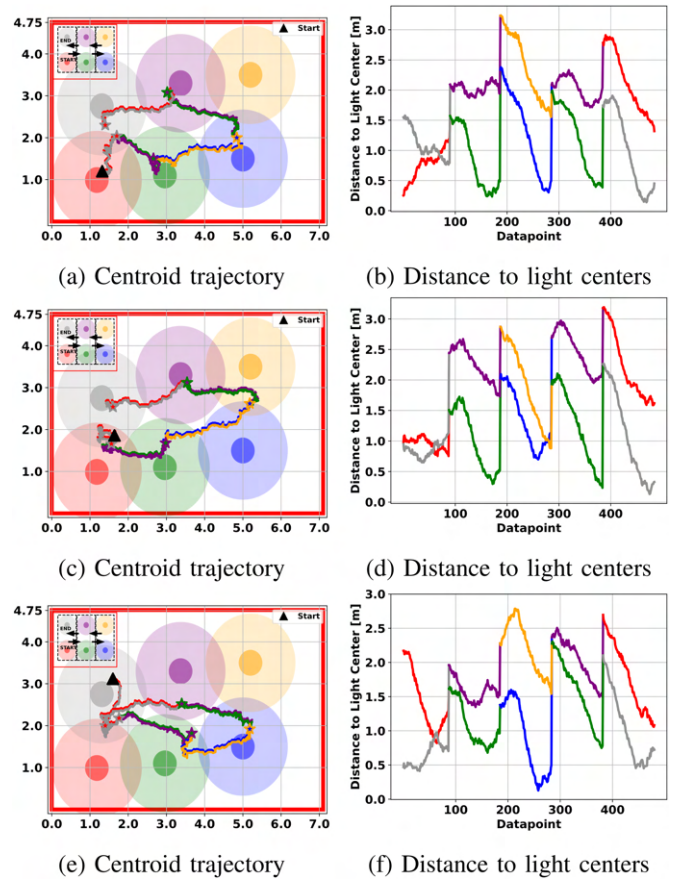 4.75
4.0
3.0
2.0
1.0
END
START
Start
0.0 1.0 2.0 3.0 4.0 5.0 6.0 7.0
(a) Centroid trajectory
Distance to Light Center [m]
3.0
2.5
2.0
1.5
1.0
0.5
0.0
100 200 300 400
Datapoint
(b) Distance to light centers
4.75
4.0
3.0
2.0
1.0
END
START
Start
0.0 1.0 2.0 3.0 4.0 5.0 6.0 7.0
(c) Centroid trajectory
Distance to Light Center [m]
3.0
2.5
2.0
1.5
1.0
0.5
0.0
100 200 300 400
Datapoint
(d) Distance to light centers
4.75
4.0
3.0
2.0
1.0
END
START
Start
0.0 1.0 2.0 3.0 4.0 5.0 6.0 7.0
(e) Centroid trajectory
Distance to Light Center [m]
3.0
2.5
2.0
1.5
1.0
0.5
0.0
100 200 300 400
Datapoint
(f) Distance to light centers